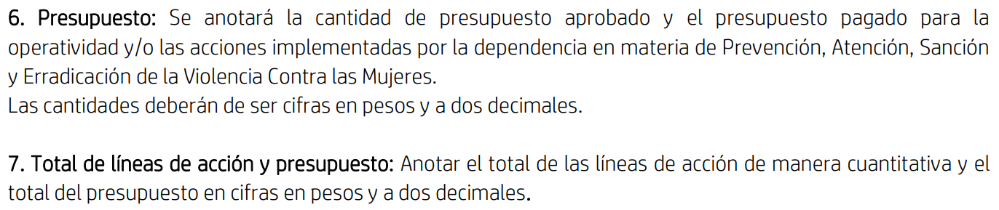 6. Presupuesto: Se anotará la cantidad de presupuesto aprobado y el presupuesto pagado para la
operatividad y/o las acciones implementadas por la dependencia en materia de Prevención, Atención, Sanción
y Erradicación de la Violencia Contra las Mujeres.
Las cantidades deberán de ser cifras en pesos y a dos decimales.
7. Total de líneas de acción y presupuesto: Anotar el total de las líneas de acción de manera cuantitativa y el
total del presupuesto en cifras en pesos y a dos decimales.